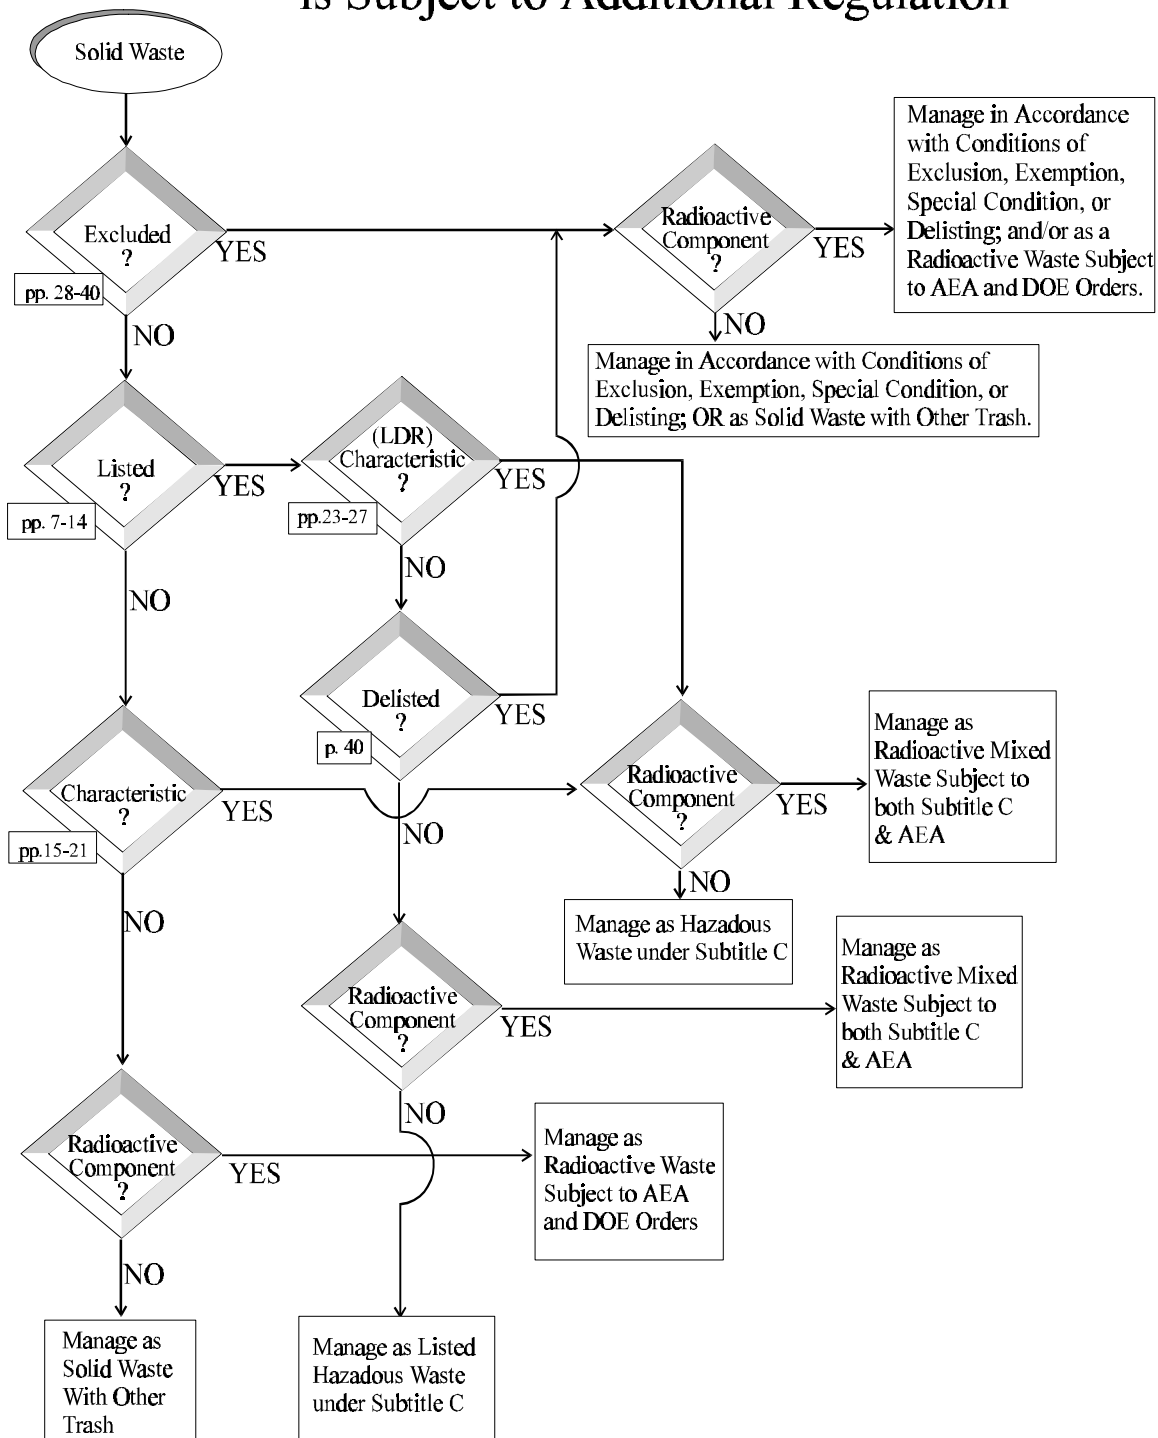 is Subject to Additional Regulation
Solid Waste
Excluded
?
YES
pp. 28-40
NO
Radioactive
Component
?
YES
NO
Manage in Accordance
with Conditions of
Exclusion, Exemption,
Special Condition, or
Delisting; and/or as a
Radioactive Waste Subject
to AEA and DOE Orders.
Manage in Accordance with Conditions of
Exclusion, Exemption, Special Condition, or
Delisting; OR as Solid Waste with Other Trash.
Listed
?
YES
pp. 7-14
NO
(LDR)
Characteristic
?
YES
pp.23-27
NO
Delisted
?
YES
p. 40
NO
Characteristic
?
YES
pp.15-21
NO
Radioactive
Component
?
YES
NO
Manage as
Radioactive Mixed
Waste Subject to
both Subtitle C
& AEA
Manage as Hazadous
Waste under Subtitle C
Radioactive
Component
?
YES
NO
Manage as
Radioactive Mixed
Waste Subject to
both Subtitle C
& AEA
Radioactive
Component
?
YES
NO
Manage as
Radioactive Waste
Subject to AEA
and DOE Orders
Manage as
Solid Waste
With Other
Trash
Manage as Listed
Hazadous Waste
under Subtitle C